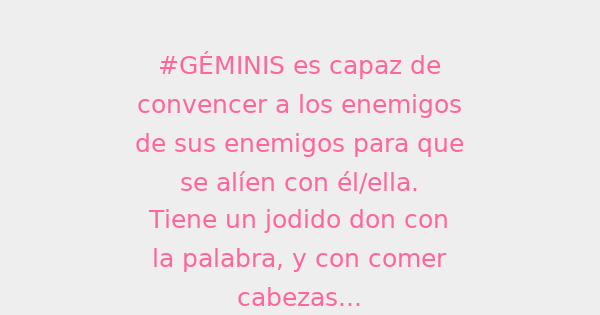 #GÉMINIS es capaz de
convencer a los enemigos
de sus enemigos para que
se alíen con él/ella.
Tiene un jodido don con
la palabra, y con comer
cabezas...